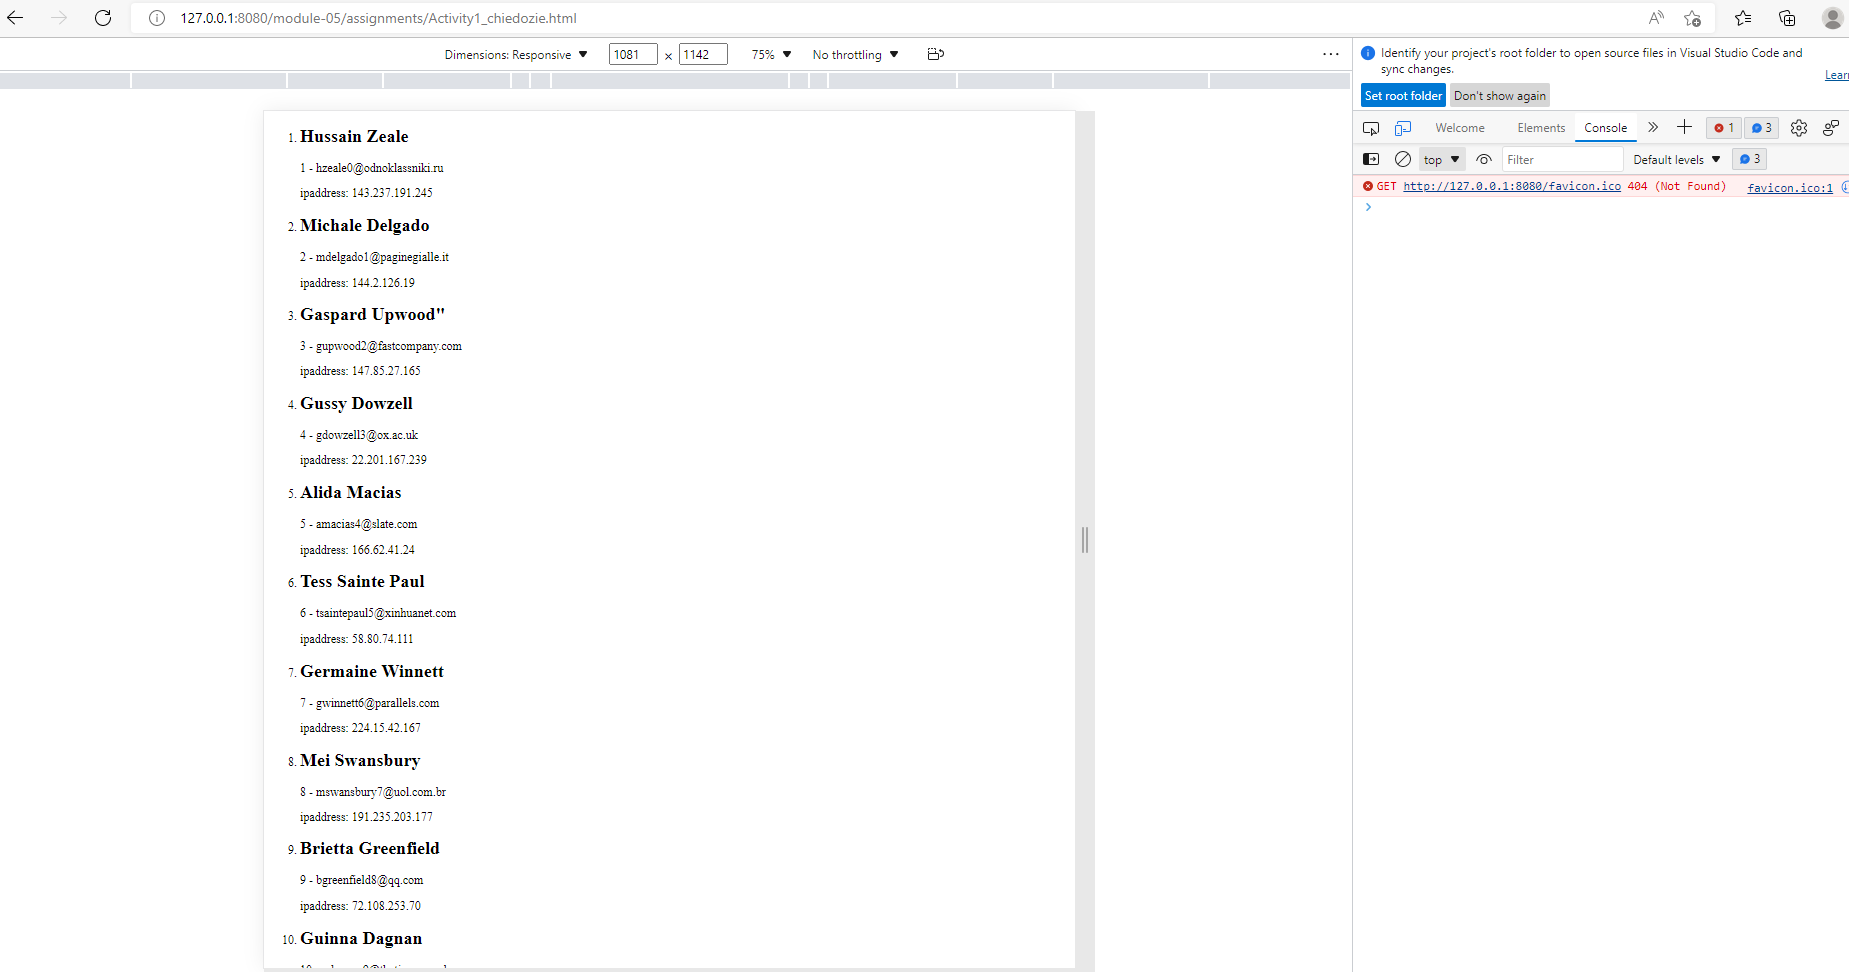 127.0.0.1:8080/module-05/assignments/Activity1_chiedozie.html
Dimensions: Responsive 1081 x 1142 75% No throttling
Identify your project's root folder to open source files in Visual Studio Code and
sync changes.
Lear
Set root folder Don't show again
Welcome Elements Console 1 3
top Filter Default levels 3
GET http://127.0.0.1:8080/favicon.ico 404 (Not Found) favicon.ico:1
1. Hussain Zeale
1 - hzeale0@odnoklassniki.ru
ipaddress: 143.237.191.245
2. Michale Delgado
2 - mdelgado1@paginegialle.it
ipaddress: 144.2.126.19
3. Gaspard Upwood"
3 - gupwood2@fastcompany.com
ipaddress: 147.85.27.165
4. Gussy Dowzell
4 - gdowzell3@ox.ac.uk
ipaddress: 22.201.167.239
5. Alida Macias
5 - amacias4@slate.com
ipaddress: 166.62.41.24
6. Tess Sainte Paul
6 - tsaintepaul5@xinhuanet.com
ipaddress: 58.80.74.111
7. Germaine Winnett
7 - gwinnett6@parallels.com
ipaddress: 224.15.42.167
8. Mei Swansbury
8 - mswansbury7@uol.com.br
ipaddress: 191.235.203.177
9. Brietta Greenfield
9 - bgreenfield8@qq.com
ipaddress: 72.108.253.70
10. Guinna Dagnan